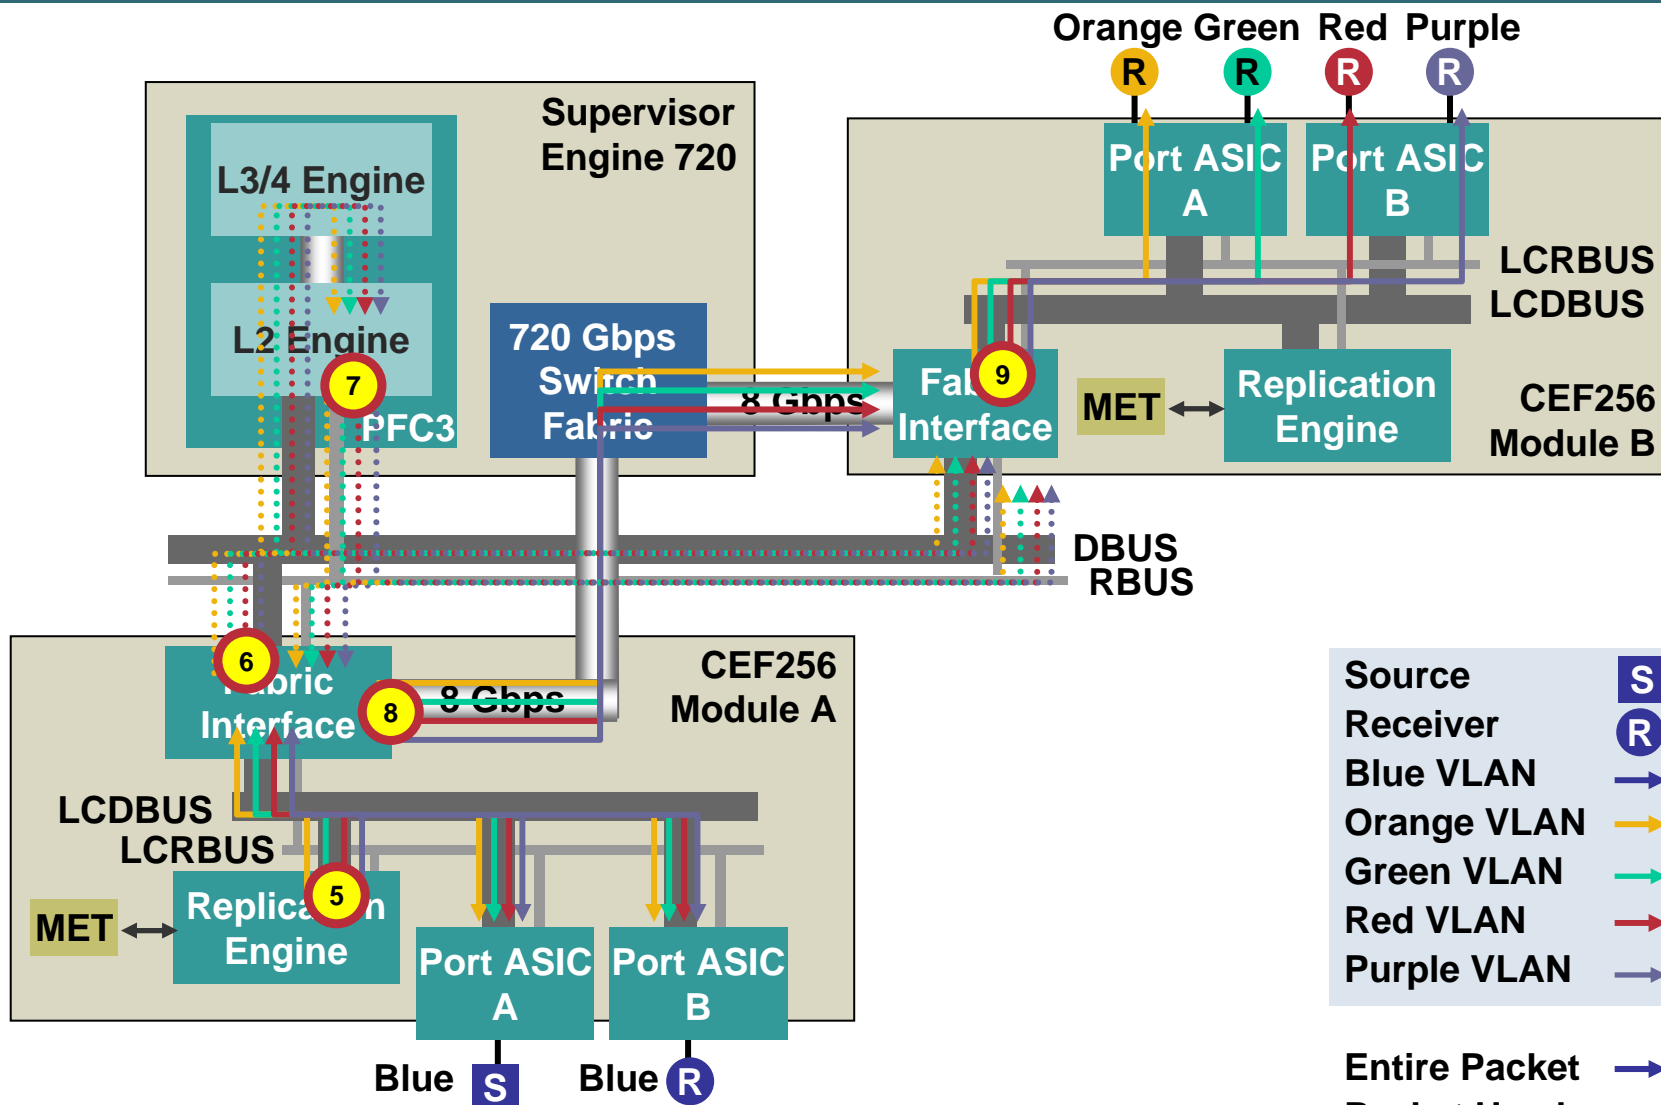 Orange Green Red Purple
R R R R
Supervisor
Engine 720
L3/4 Engine
L2 Engine
7
PFC3
720 Gbps
Switch
Fabric
8 Gbps
Port ASIC
A
Port ASIC
B
LCRBUS
LCDBUS
Fab
9
Interface
MET
Replication
Engine
CEF256
Module B
DBUS
RBUS
6
Fabric
Interface
8
8 Gbps
CEF256
Module A
LCDBUS
LCRBUS
5
MET
Replication
Engine
Port ASIC
A
Port ASIC
B
Blue S
Blue R
Source S
Receiver R
Blue VLAN
Orange VLAN
Green VLAN
Red VLAN
Purple VLAN
Entire Packet